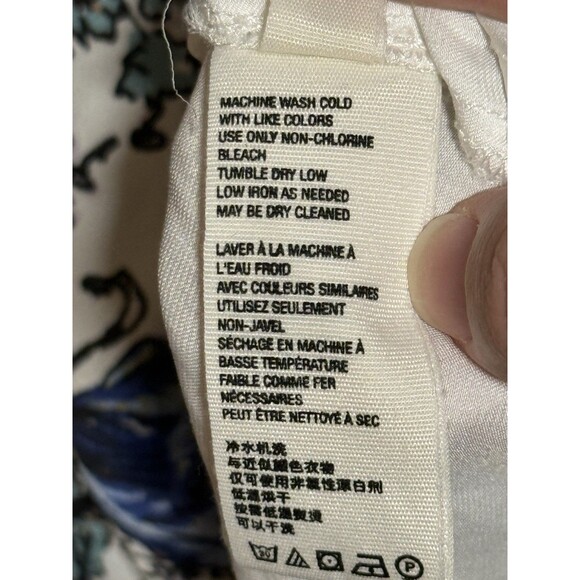 MACHINE WASH COLD
WITH LIKE COLORS
USE ONLY NON-CHLORINE
BLEACH
TUMBLE DRY LOW
LOW IRON AS NEEDED
MAY BE DRY CLEANED
LAVER À LA MACHINE À
L'EAU FROID
AVEC COULEURS SIMILAIRES
UTILISEZ SEULEMENT
NON-JAVEL
SÉCHAGE EN MACHINE À
BASSE TEMPÉRATURE
FAIBLE COMME FER
NÉCESSAIRES
PEUT ÊTRE NETTOYÉ À SEC
冷水机洗
与近似颜色衣物
仅可使用非氯性漂白剂
低温烘干
按需低温熨烫
可以干洗
P